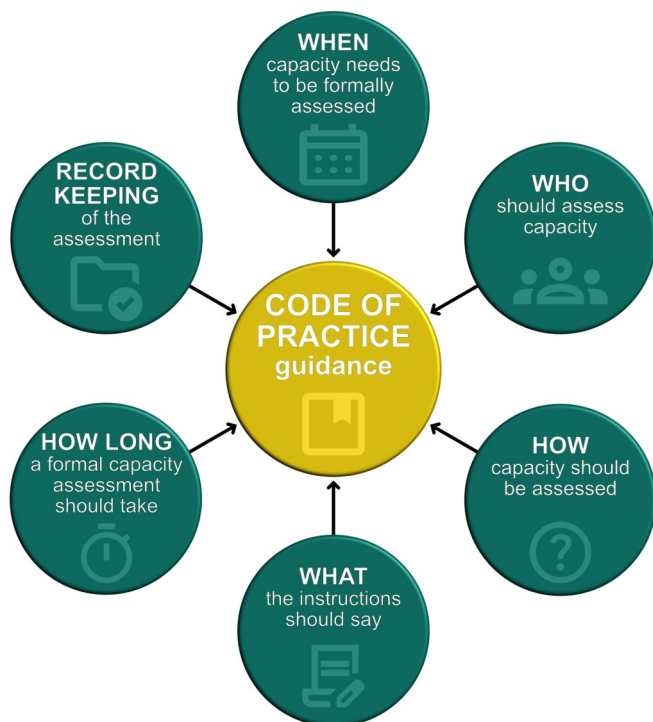 WHEN
capacity needs
to be formally
assessed
RECORD
KEEPING
of the
assessment
WHO
should assess
capacity
CODE OF
PRACTICE
guidance
HOW LONG
a formal capacity
assessment
should take
HOW
capacity should
be assessed
WHAT
the instructions
should say